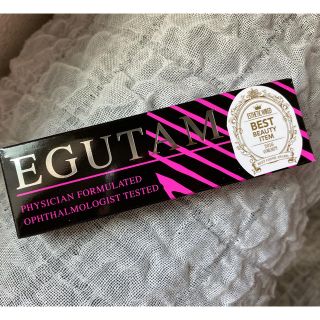 EGUTAM
PHYSICIAN FORMULATED
OPHTHALMOLOGIST TESTED
BEST
BEAUTY
ITEM